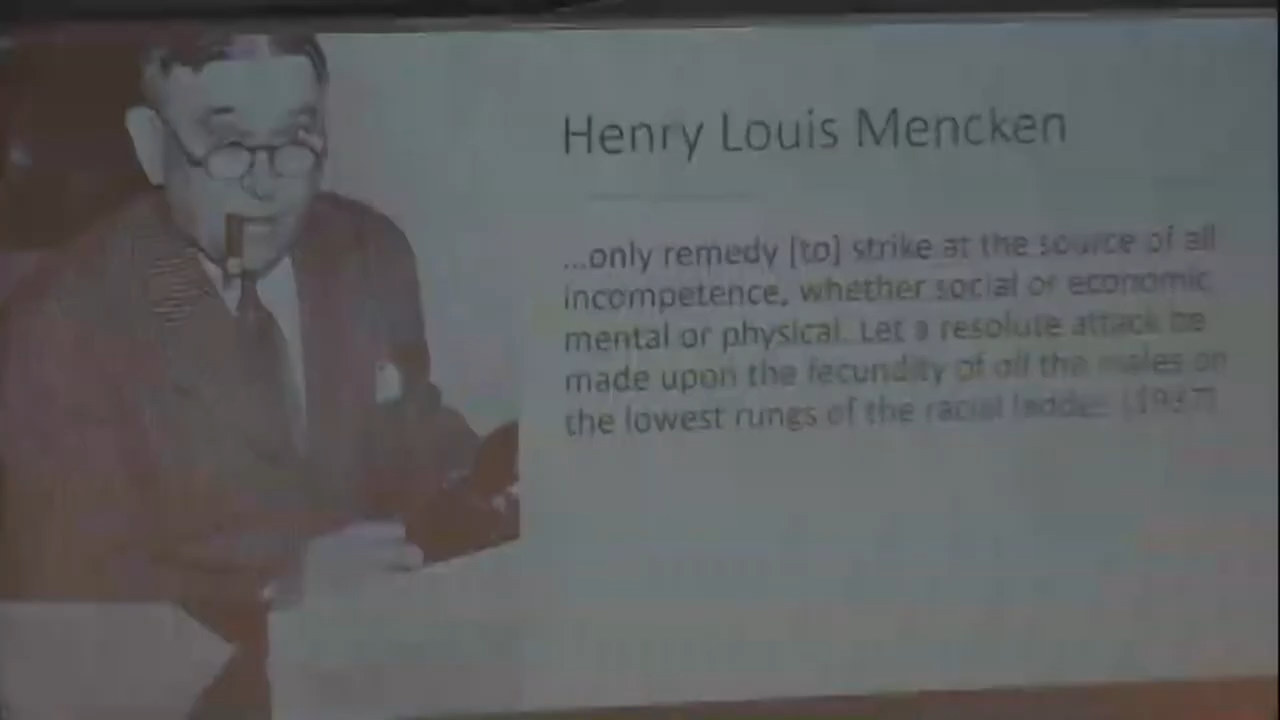 Henry Louis Mencken
...only remedy [to] strike at the source of all
incompetence, whether social or economic
mental or physical. Let a resolute attack be
made upon the fecundity of all the males on
the lowest rungs of the racial ladder [1937]